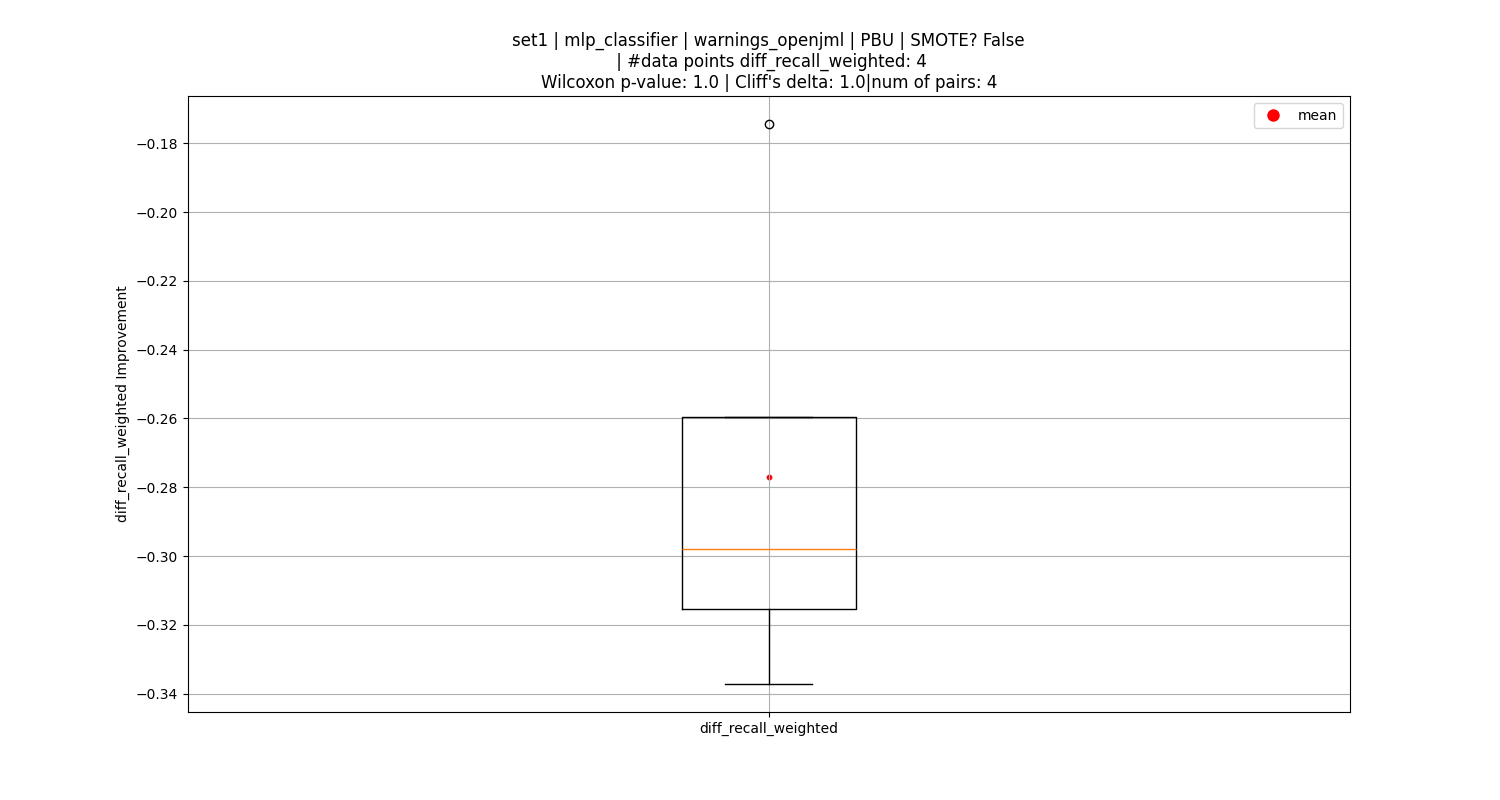 set1 | mlp_classifier | warnings_openjml | PBU | SMOTE? False
| #data points diff_recall_weighted: 4
Wilcoxon p-value: 1.0 | Cliff's delta: 1.0|num of pairs: 4
mean
−0.18
−0.20
−0.22
−0.24
−0.26
−0.28
−0.30
−0.32
−0.34
diff_recall_weighted Improvement
diff_recall_weighted